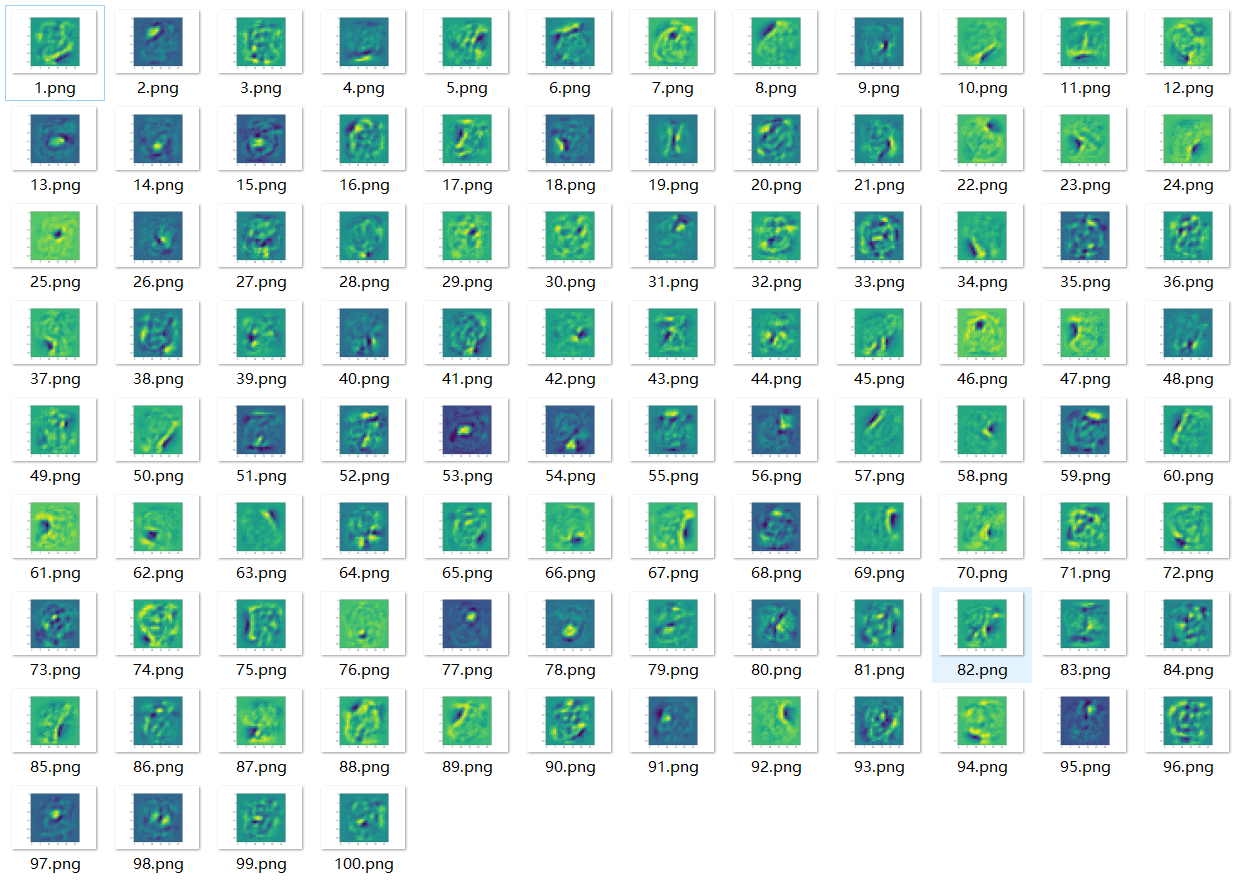 1.png 2.png 3.png 4.png 5.png 6.png 7.png 8.png 9.png 10.png 11.png 12.png
13.png 14.png 15.png 16.png 17.png 18.png 19.png 20.png 21.png 22.png 23.png 24.png
25.png 26.png 27.png 28.png 29.png 30.png 31.png 32.png 33.png 34.png 35.png 36.png
37.png 38.png 39.png 40.png 41.png 42.png 43.png 44.png 45.png 46.png 47.png 48.png
49.png 50.png 51.png 52.png 53.png 54.png 55.png 56.png 57.png 58.png 59.png 60.png
61.png 62.png 63.png 64.png 65.png 66.png 67.png 68.png 69.png 70.png 71.png 72.png
73.png 74.png 75.png 76.png 77.png 78.png 79.png 80.png 81.png 82.png 83.png 84.png
85.png 86.png 87.png 88.png 89.png 90.png 91.png 92.png 93.png 94.png 95.png 96.png
97.png 98.png 99.png 100.png